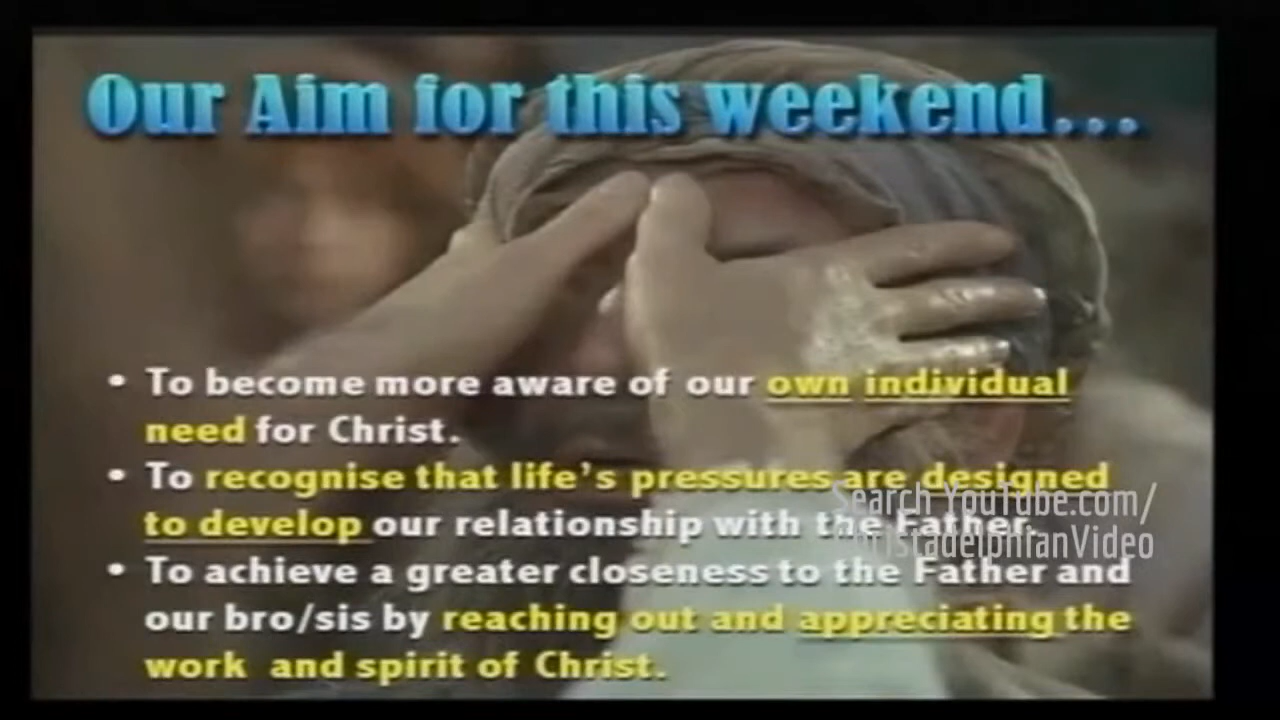 Our Aim for this weekend...
• To become more aware of our own individual
need for Christ.
• To recognise that life's pressures are designed
to develop our relationship with the Father.
• To achieve a greater closeness to the Father and
our bro/sis by reaching out and appreciating the
work and spirit of Christ.
Search YouTube.com/